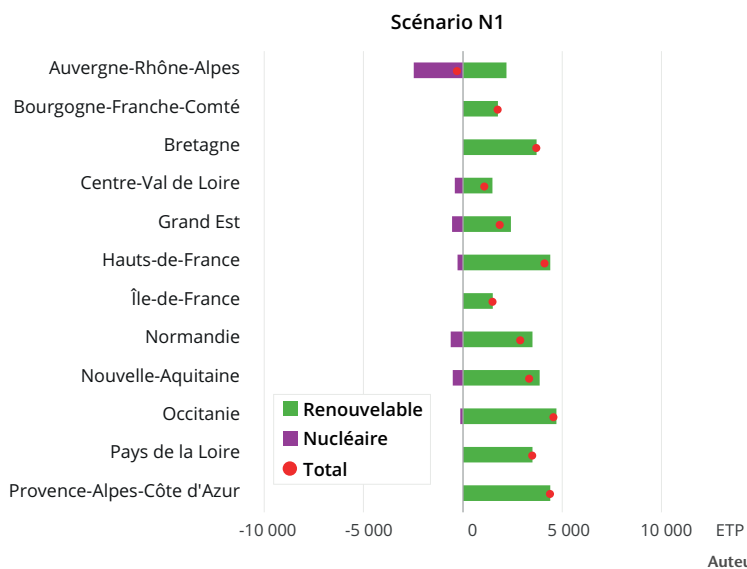 Scénario N1
Auvergne-Rhône-Alpes
Bourgogne-Franche-Comté
Bretagne
Centre-Val de Loire
Grand Est
Hauts-de-France
Île-de-France
Normandie
Nouvelle-Aquitaine
Occitanie
Pays de la Loire
Provence-Alpes-Côte d'Azur
Renouvelable
Nucléaire
Total
-10 000 -5 000 0 5 000 10 000 ETP
Auteu